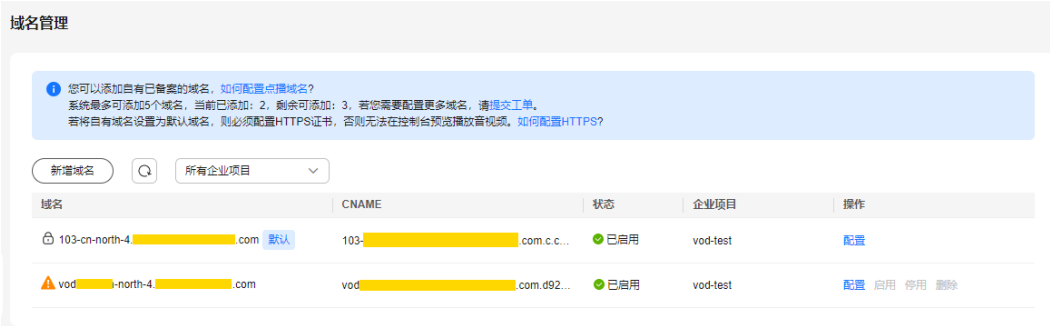 域名管理
您可以添加自有已备案的域名，如何配置点播域名?
系统最多可添加5个域名，当前已添加：2，剩余可添加：3，若您需要配置更多域名，请提交工单。
若将自有域名设置为默认域名，则必须配置HTTPS证书，否则无法在控制台预览播放音视频。如何配置HTTPS?
新增域名 所有企业项目
域名 CNAME 状态 企业项目 操作
103-cn-north-4. .com 默认 103- .com.c.c... 已启用 vod-test 配置
vod -north-4. .com vod .com.d92... 已启用 vod-test 配置 启用 停用 删除